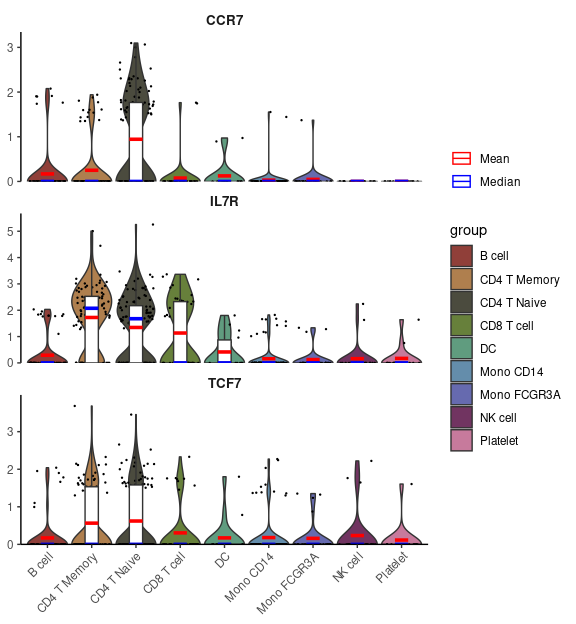 CCR7
3
2
1
0
IL7R
5
4
3
2
1
0
TCF7
3
2
1
0
B cell
CD4 T Memory
CD4 T Naive
CD8 T cell
DC
Mono CD14
Mono FCGR3A
NK cell
Platelet
Mean
Median
group
B cell
CD4 T Memory
CD4 T Naive
CD8 T cell
DC
Mono CD14
Mono FCGR3A
NK cell
Platelet